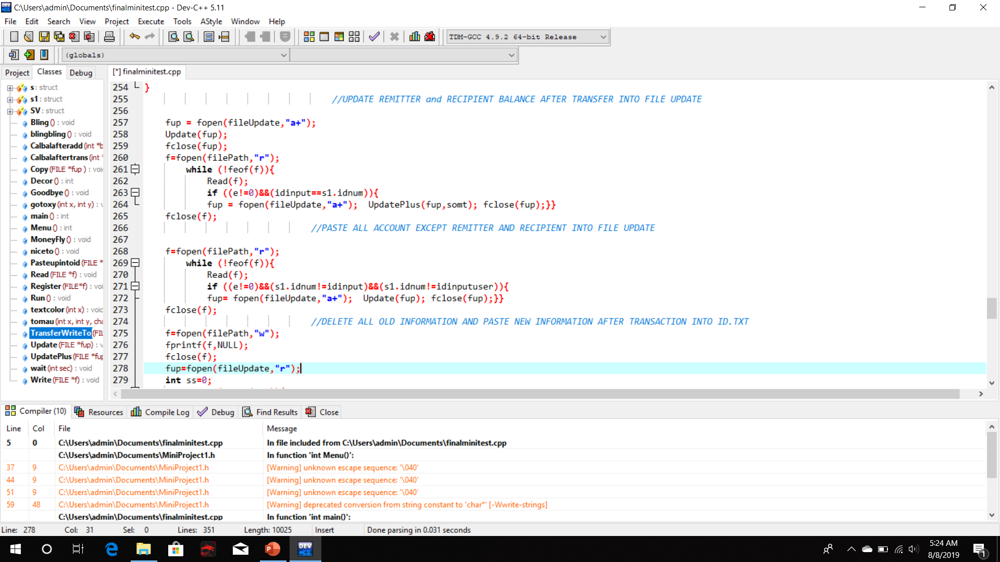 C:\Users\admin\Documents\finalminitest.cpp - Dev-C++ 5.11
File Edit Search View Project Execute Tools AStyle Window Help
TDM-GCC 4.9.2 64-bit Release
(globals)
Project Classes Debug
[*] finalminitest.cpp
s : struct
s1 : struct
SV : struct
Bling () : void
blingbling () : void
Calbalafteradd (int *b
Calbalaftertrans (int *
Copy (FILE *fup ) : voi
Decor () : int
Goodbye () : void
gotoxy (int x, int y) : v
main () : int
Menu () : int
MoneyFly () : void
niceto () : void
Pasteupintoid (FILE *
Read (FILE *f) : void
Register (FILE*f) : voi
Run () : void
textcolor (int x) : voic
tomau (int x, int y, cha
TransferWriteTo (FIL
Update (FILE *fup) : v
UpdatePlus (FILE *fup
wait (int sec) : void
Write (FILE *f) : void
254 }
255 //UPDATE REMITTER and RECIPIENT BALANCE AFTER TRANSFER INTO FILE UPDATE
256
257 fup = fopen(fileUpdate,"a+");
258 Update(fup);
259 fclose(fup);
260 f=fopen(filePath,"r");
261 while (!feof(f)){
262 Read(f);
263 if ((e!=0)&&(idinput==s1.idnum)){
264 fup = fopen(fileUpdate,"a+");  UpdatePlus(fup,somt); fclose(fup);}}
265 fclose(f);
266 //PASTE ALL ACCOUNT EXCEPT REMITTER AND RECIPIENT INTO FILE UPDATE
267
268 f=fopen(filePath,"r");
269 while (!feof(f)){
270 Read(f);
271 if ((e!=0)&&(s1.idnum!=idinput)&&(s1.idnum!=idinputuser)){
272 fup= fopen(fileUpdate,"a+");  Update(fup); fclose(fup);}}
273 fclose(f);
274 //DELETE ALL OLD INFORMATION AND PASTE NEW INFORMATION AFTER TRANSACTION INTO ID.TXT
275 f=fopen(filePath,"w");
276 fprintf(f,NULL);
277 fclose(f);
278 fup=fopen(fileUpdate,"r");
279 int ss=0;
Compiler (10) Resources Compile Log Debug Find Results Close
Line Col File Message
5 0 C:\Users\admin\Documents\finalminitest.cpp In file included from C:\Users\admin\Documents\finalminitest.cpp
C:\Users\admin\Documents\MiniProject1.h In function 'int Menu()':
37 9 C:\Users\admin\Documents\MiniProject1.h [Warning] unknown escape sequence: '\040'
44 9 C:\Users\admin\Documents\MiniProject1.h [Warning] unknown escape sequence: '\040'
51 9 C:\Users\admin\Documents\MiniProject1.h [Warning] unknown escape sequence: '\040'
59 48 C:\Users\admin\Documents\MiniProject1.h [Warning] deprecated conversion from string constant to 'char*' [-Wwrite-strings]
C:\Users\admin\Documents\finalminitest.cpp In function 'int main()':
Line: 278 Col: 31 Sel: 0 Lines: 351 Length: 10025 Insert Done parsing in 0.031 seconds
DEV C++
5:24 AM
8/8/2019
1